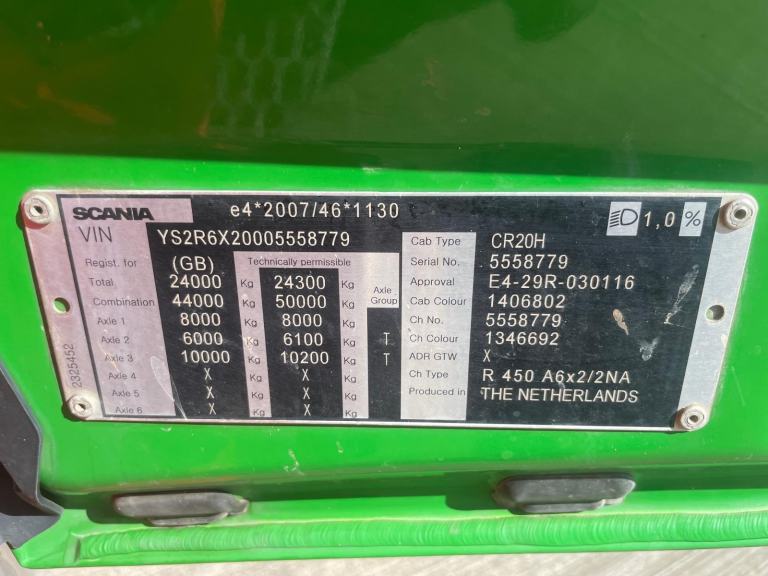 SCANIA e4*2007/46*1130 1,0 %
VIN YS2R6X20005558779
Regist. for (GB) Technically permissible
Total 24000 Kg 24300 Kg Axle Group
Combination 44000 Kg 50000 Kg
Axle 1 8000 Kg 8000 Kg
Axle 2 6000 Kg 6100 Kg T
Axle 3 10000 Kg 10200 Kg T
Axle 4 X Kg X Kg
Axle 5 X Kg X Kg
Axle 6 X Kg X Kg
Cab Type CR20H
Serial No. 5558779
Approval E4-29R-030116
Cab Colour 1406802
Ch No. 5558779
Ch Colour 1346692
ADR GTW X
Ch Type R 450 A6x2/2NA
Produced in THE NETHERLANDS
2325452